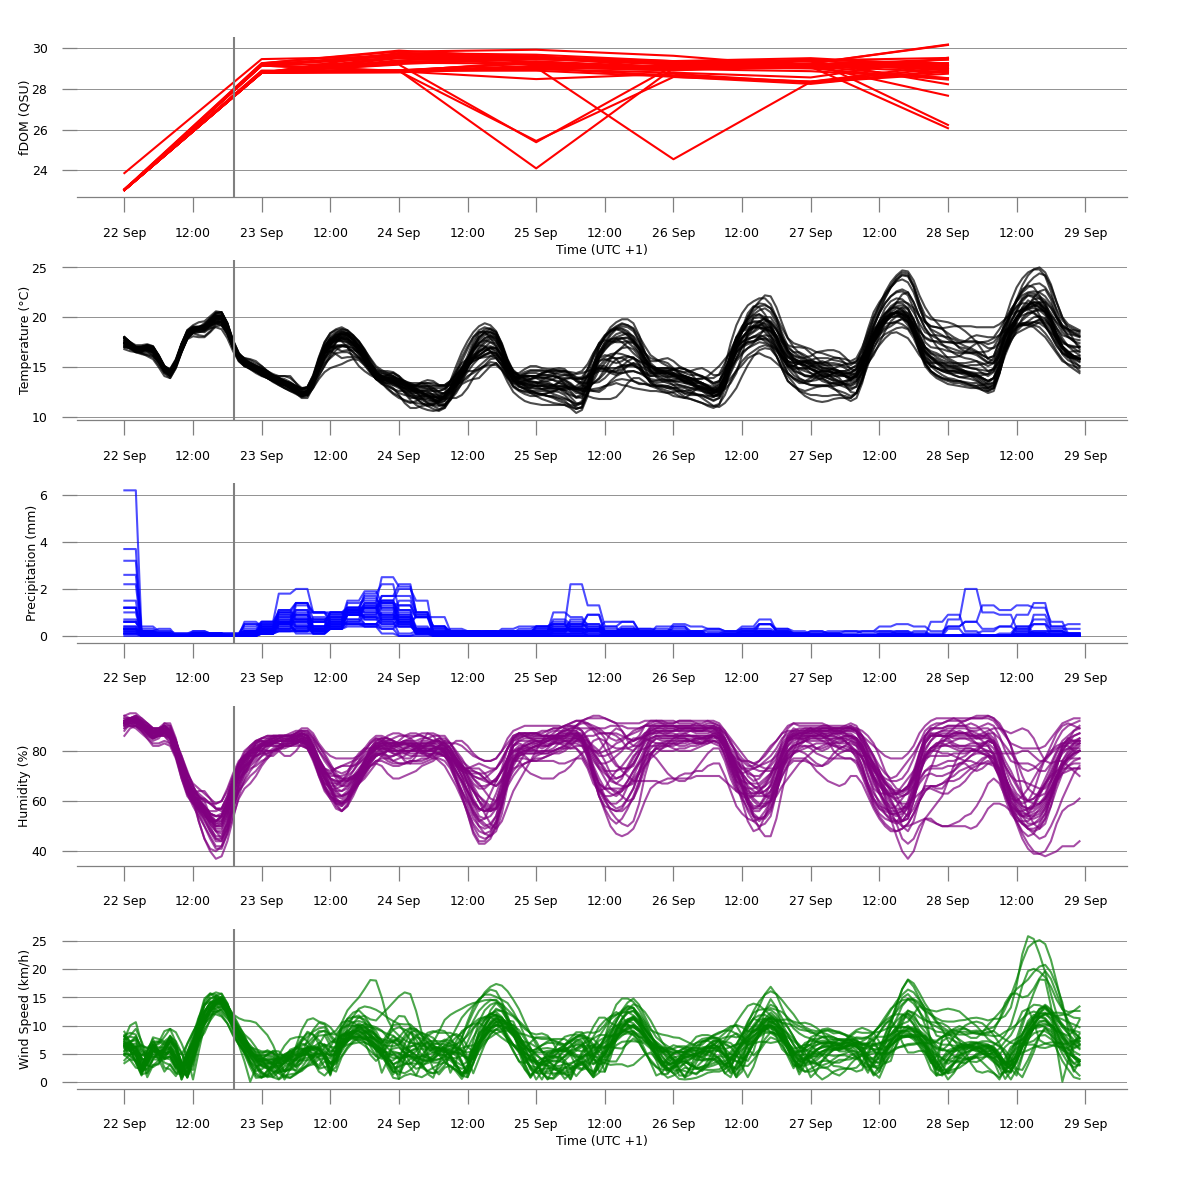 30
28
26
24
fDOM (QSU)
22 Sep 12:00 23 Sep 12:00 24 Sep 12:00 25 Sep 12:00 26 Sep 12:00 27 Sep 12:00 28 Sep 12:00 29 Sep
Time (UTC +1)
25
20
15
10
Temperature (°C)
22 Sep 12:00 23 Sep 12:00 24 Sep 12:00 25 Sep 12:00 26 Sep 12:00 27 Sep 12:00 28 Sep 12:00 29 Sep
6
4
2
0
Precipitation (mm)
22 Sep 12:00 23 Sep 12:00 24 Sep 12:00 25 Sep 12:00 26 Sep 12:00 27 Sep 12:00 28 Sep 12:00 29 Sep
80
60
40
Humidity (%)
22 Sep 12:00 23 Sep 12:00 24 Sep 12:00 25 Sep 12:00 26 Sep 12:00 27 Sep 12:00 28 Sep 12:00 29 Sep
25
20
15
10
5
0
Wind Speed (km/h)
22 Sep 12:00 23 Sep 12:00 24 Sep 12:00 25 Sep 12:00 26 Sep 12:00 27 Sep 12:00 28 Sep 12:00 29 Sep
Time (UTC +1)